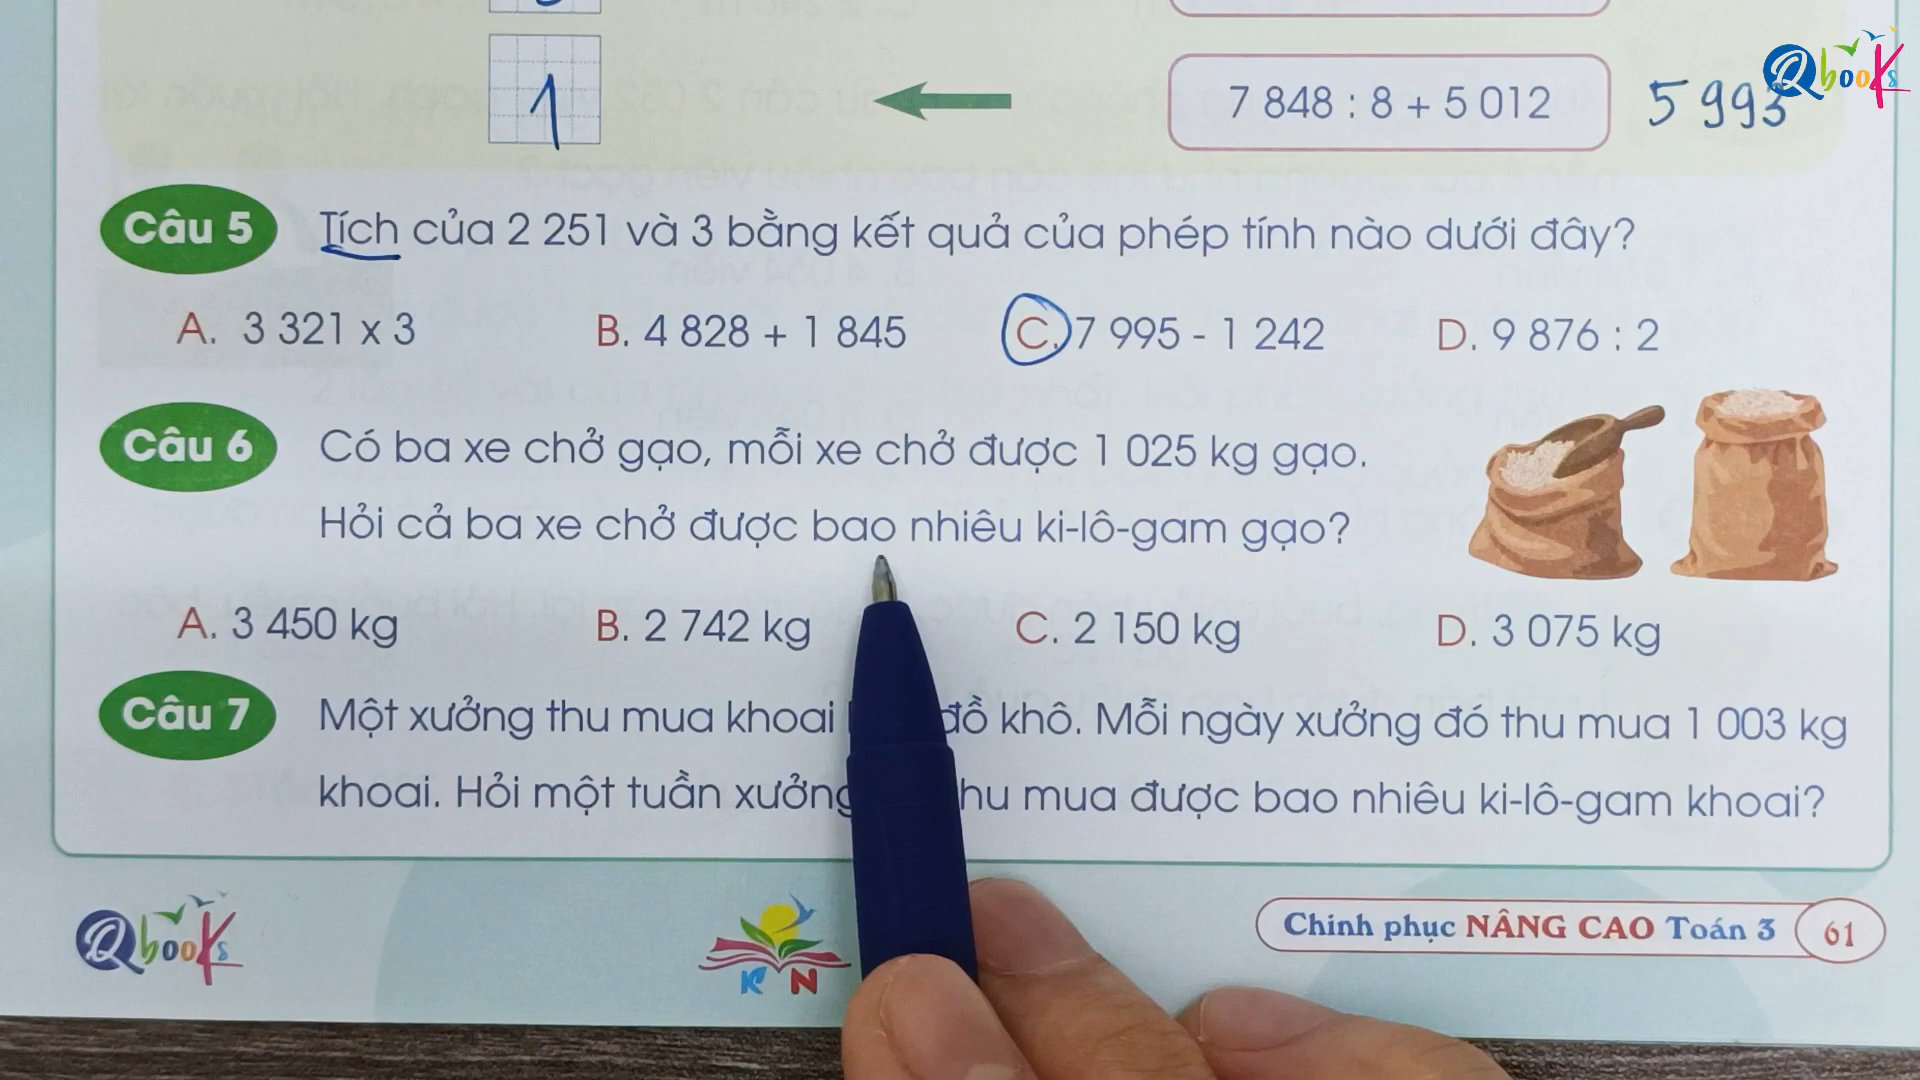 1
7 848 : 8 + 5 012
5 993
Qbooks
Câu 5
Tích của 2 251 và 3 bằng kết quả của phép tính nào dưới đây?
A. 3 321 x 3
B. 4 828 + 1 845
C. 7 995 - 1 242
D. 9 876 : 2
Câu 6
Có ba xe chở gạo, mỗi xe chở được 1 025 kg gạo.
Hỏi cả ba xe chở được bao nhiêu ki-lô-gam gạo?
A. 3 450 kg
B. 2 742 kg
C. 2 150 kg
D. 3 075 kg
Câu 7
Một xưởng thu mua khoai đồ khô. Mỗi ngày xưởng đó thu mua 1 003 kg
khoai. Hỏi một tuần xưởng thu mua được bao nhiêu ki-lô-gam khoai?
Qbooks
KN
Chinh phục NÂNG CAO Toán 3
61